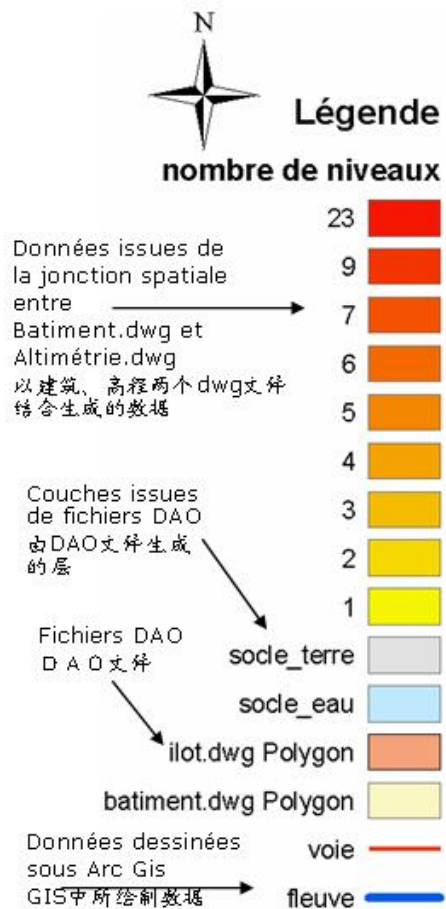 N
Légende
nombre de niveaux
23
9
7
6
5
4
3
2
1
Données issues de
la jonction spatiale
entre
Batiment.dwg et
Altimétrie.dwg
以建筑、高程两个dwg文件
结合生成的数据
Couches issues
de fichiers DAO
由DAO文件生成
的层
socle_terre
socle_eau
Fichiers DAO
DAO文件
ilot.dwg Polygon
batiment.dwg Polygon
Données dessinées
sous Arc Gis
GIS中所绘制数据
voie
fleuve